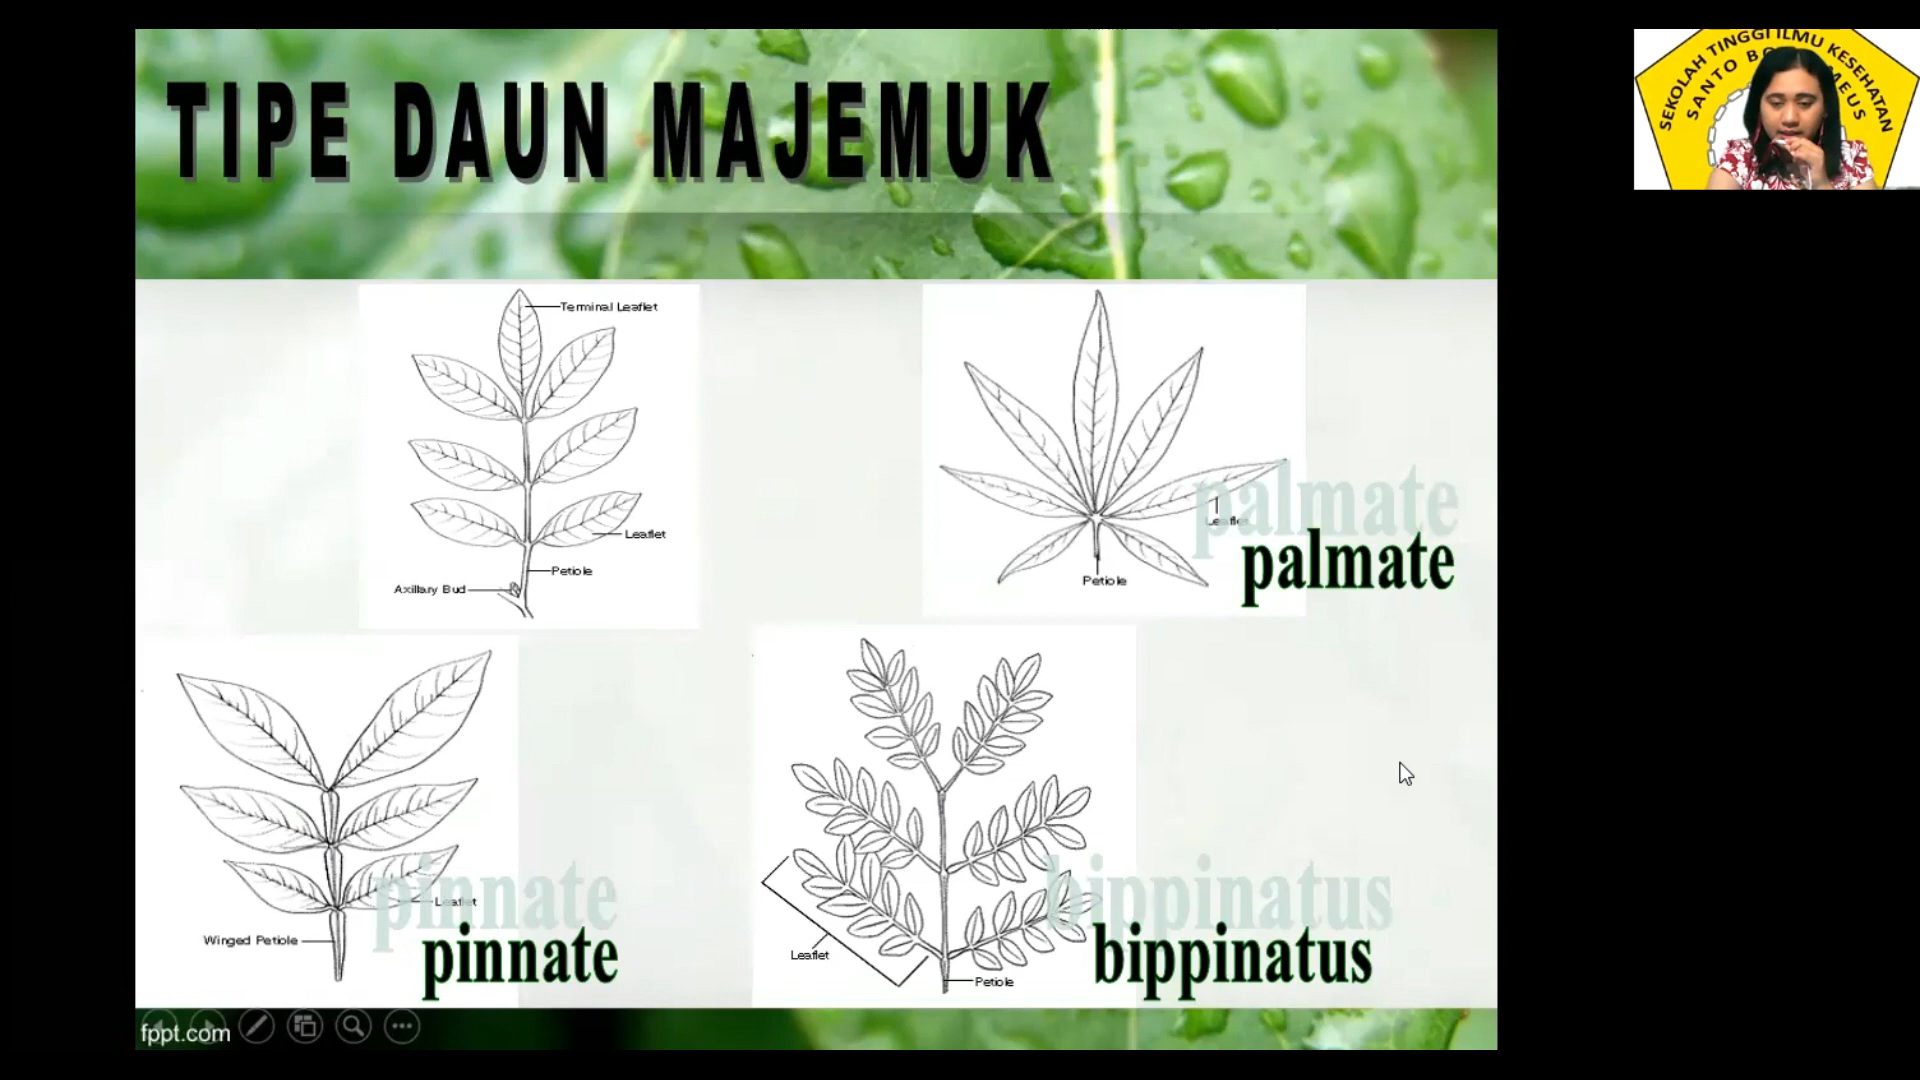 TIPE DAUN MAJEMUK
SEKOLAH TINGGI ILMU KESEHATAN
SANTO
Terminal Leaflet
Leaflet
Petiole
Axillary Bud
Leaflet
palmate
Petiole
palmate
Leaflet
pinnate
Winged Petiole
pinnate
Leaflet
Petiole
bippinatus
bippinatus
fppt.com